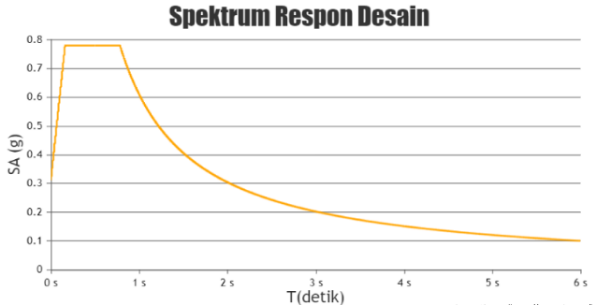 Spektrum Respon Desain
0.8
0.7
0.6
0.5
0.4
0.3
0.2
0.1
0
SA (g)
0 s
1 s
2 s
3 s
4 s
5 s
6 s
T(detik)